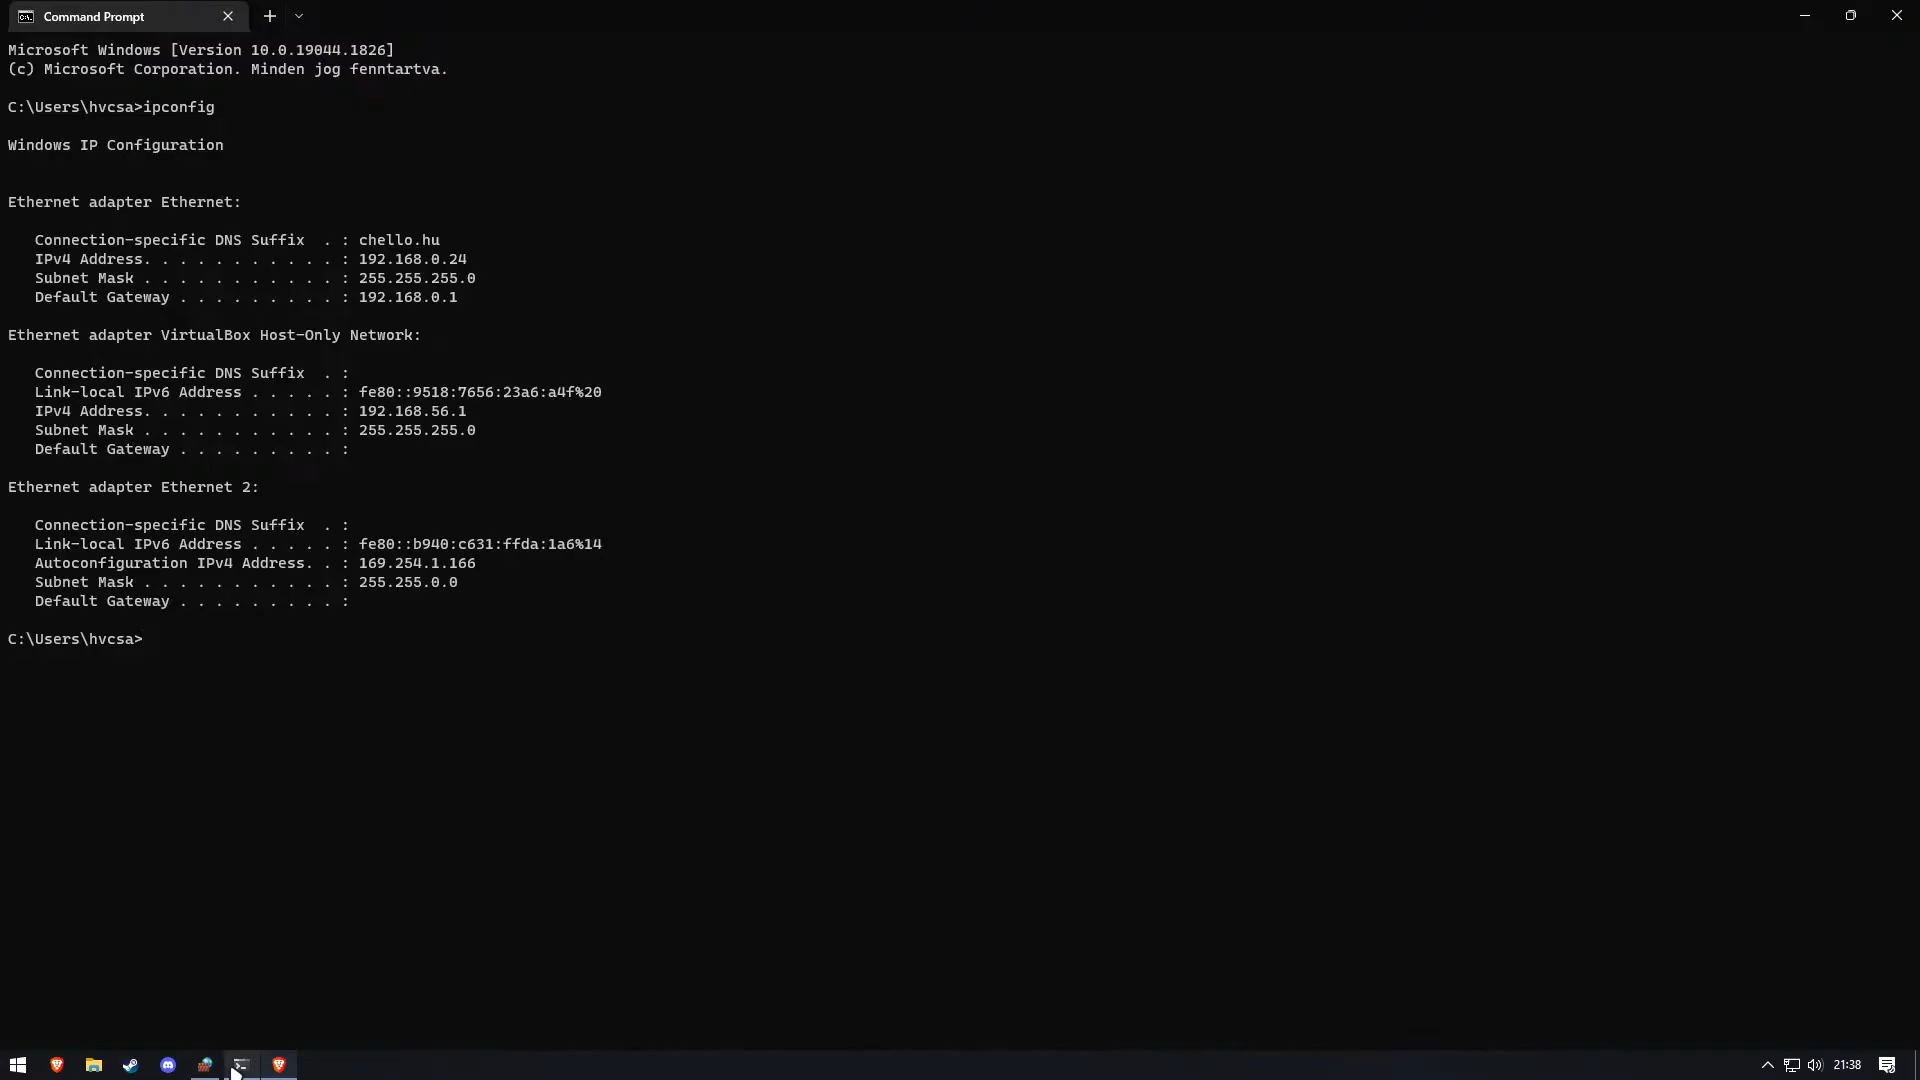 Command Prompt
Microsoft Windows [Version 10.0.19044.1826]
(c) Microsoft Corporation. Minden jog fenntartva.
C:\Users\hvcsa>ipconfig
Windows IP Configuration
Ethernet adapter Ethernet:
Connection-specific DNS Suffix  . : chello.hu
IPv4 Address. . . . . . . . . . . : 192.168.0.24
Subnet Mask . . . . . . . . . . . : 255.255.255.0
Default Gateway . . . . . . . . . : 192.168.0.1
Ethernet adapter VirtualBox Host-Only Network:
Connection-specific DNS Suffix  . :
Link-local IPv6 Address . . . . . : fe80::9518:7656:23a6:a4f%20
IPv4 Address. . . . . . . . . . . : 192.168.56.1
Subnet Mask . . . . . . . . . . . : 255.255.255.0
Default Gateway . . . . . . . . . :
Ethernet adapter Ethernet 2:
Connection-specific DNS Suffix  . :
Link-local IPv6 Address . . . . . : fe80::b940:c631:ffda:1a6%14
Autoconfiguration IPv4 Address. . : 169.254.1.166
Subnet Mask . . . . . . . . . . . : 255.255.0.0
Default Gateway . . . . . . . . . :
C:\Users\hvcsa>
21:38